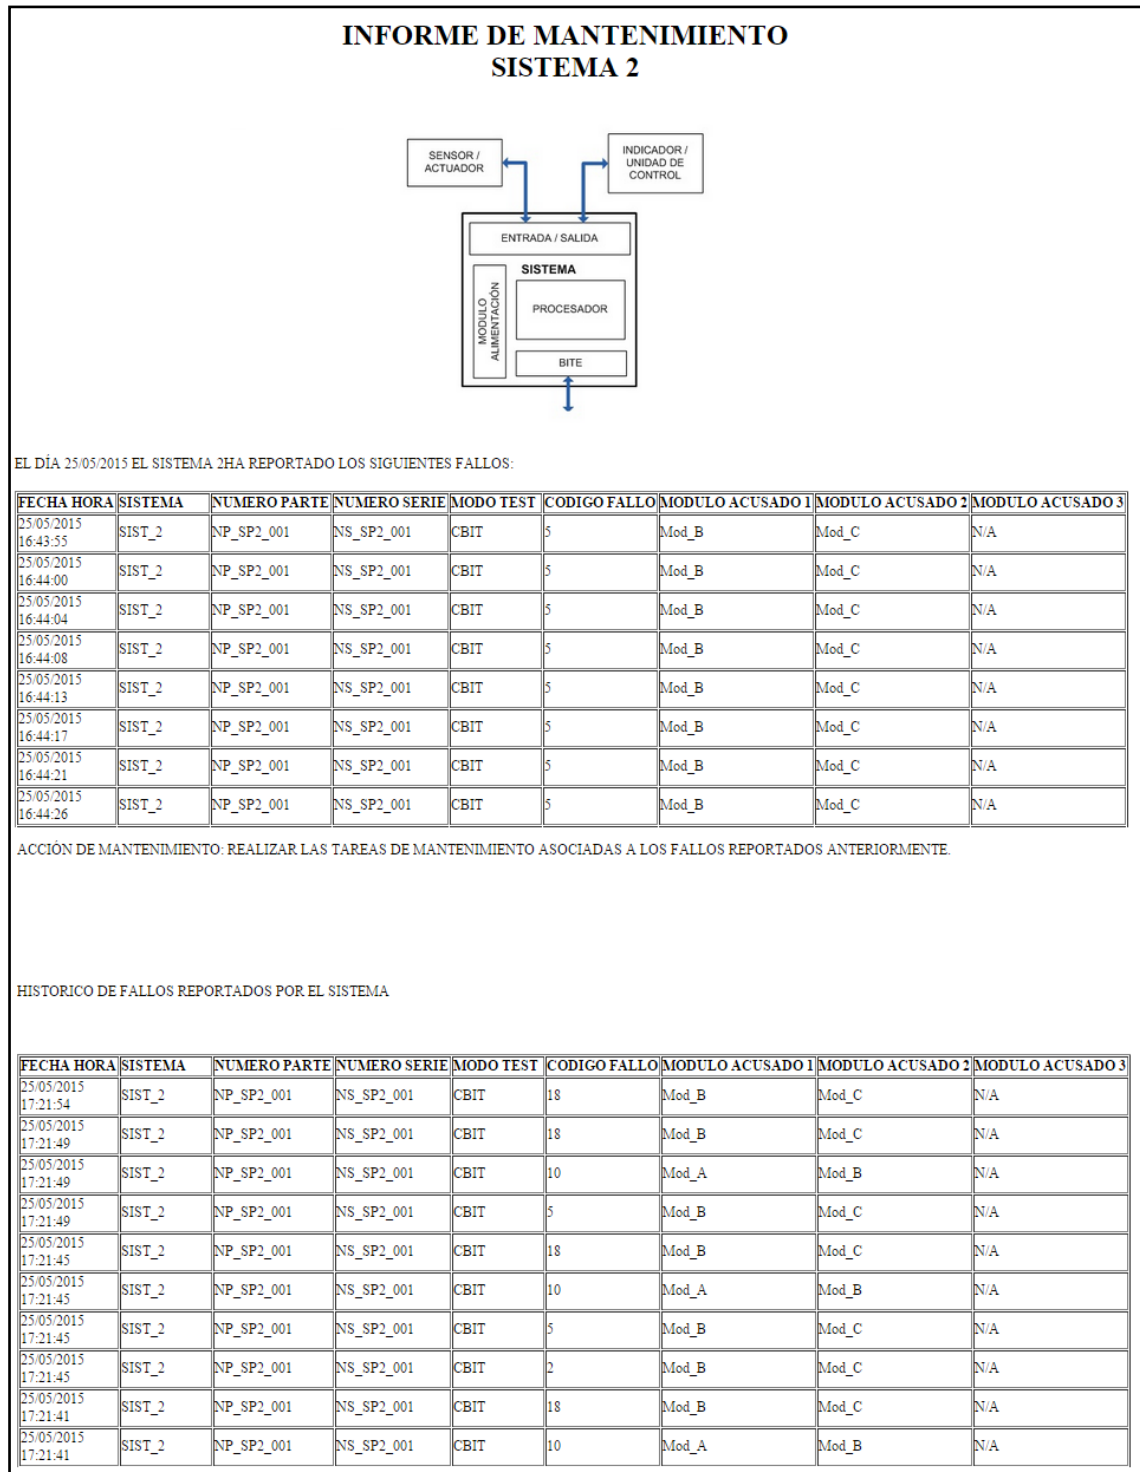 INFORME DE MANTENIMIENTO
SISTEMA 2
SENSOR /
ACTUADOR
INDICADOR /
UNIDAD DE
CONTROL
ENTRADA / SALIDA
SISTEMA
MODULO
ALIMENTACIÓN
PROCESADOR
BITE
EL DÍA 25/05/2015 EL SISTEMA 2HA REPORTADO LOS SIGUIENTES FALLOS:
FECHA HORA SISTEMA NUMERO PARTE NUMERO SERIE MODO TEST CODIGO FALLO MODULO ACUSADO 1 MODULO ACUSADO 2 MODULO ACUSADO 3
25/05/2015
16:43:55 SIST_2 NP_SP2_001 NS_SP2_001 CBIT 5 Mod_B Mod_C N/A
25/05/2015
16:44:00 SIST_2 NP_SP2_001 NS_SP2_001 CBIT 5 Mod_B Mod_C N/A
25/05/2015
16:44:04 SIST_2 NP_SP2_001 NS_SP2_001 CBIT 5 Mod_B Mod_C N/A
25/05/2015
16:44:08 SIST_2 NP_SP2_001 NS_SP2_001 CBIT 5 Mod_B Mod_C N/A
25/05/2015
16:44:13 SIST_2 NP_SP2_001 NS_SP2_001 CBIT 5 Mod_B Mod_C N/A
25/05/2015
16:44:17 SIST_2 NP_SP2_001 NS_SP2_001 CBIT 5 Mod_B Mod_C N/A
25/05/2015
16:44:21 SIST_2 NP_SP2_001 NS_SP2_001 CBIT 5 Mod_B Mod_C N/A
25/05/2015
16:44:26 SIST_2 NP_SP2_001 NS_SP2_001 CBIT 5 Mod_B Mod_C N/A
ACCIÓN DE MANTENIMIENTO: REALIZAR LAS TAREAS DE MANTENIMIENTO ASOCIADAS A LOS FALLOS REPORTADOS ANTERIORMENTE.
HISTORICO DE FALLOS REPORTADOS POR EL SISTEMA
FECHA HORA SISTEMA NUMERO PARTE NUMERO SERIE MODO TEST CODIGO FALLO MODULO ACUSADO 1 MODULO ACUSADO 2 MODULO ACUSADO 3
25/05/2015
17:21:54 SIST_2 NP_SP2_001 NS_SP2_001 CBIT 18 Mod_B Mod_C N/A
25/05/2015
17:21:49 SIST_2 NP_SP2_001 NS_SP2_001 CBIT 18 Mod_B Mod_C N/A
25/05/2015
17:21:49 SIST_2 NP_SP2_001 NS_SP2_001 CBIT 10 Mod_A Mod_B N/A
25/05/2015
17:21:49 SIST_2 NP_SP2_001 NS_SP2_001 CBIT 5 Mod_B Mod_C N/A
25/05/2015
17:21:45 SIST_2 NP_SP2_001 NS_SP2_001 CBIT 18 Mod_B Mod_C N/A
25/05/2015
17:21:45 SIST_2 NP_SP2_001 NS_SP2_001 CBIT 10 Mod_A Mod_B N/A
25/05/2015
17:21:45 SIST_2 NP_SP2_001 NS_SP2_001 CBIT 5 Mod_B Mod_C N/A
25/05/2015
17:21:45 SIST_2 NP_SP2_001 NS_SP2_001 CBIT 2 Mod_B Mod_C N/A
25/05/2015
17:21:41 SIST_2 NP_SP2_001 NS_SP2_001 CBIT 18 Mod_B Mod_C N/A
25/05/2015
17:21:41 SIST_2 NP_SP2_001 NS_SP2_001 CBIT 10 Mod_A Mod_B N/A